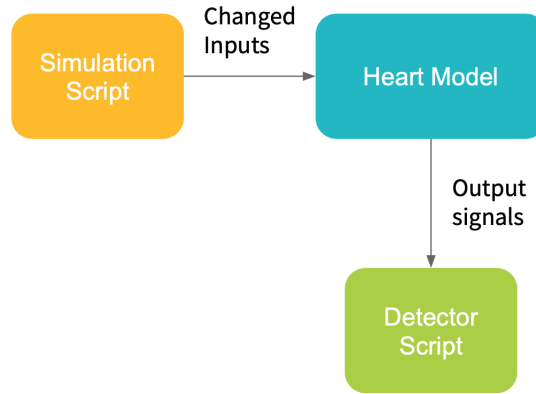 Simulation
Script
Changed
Inputs
Heart Model
Output
signals
Detector
Script